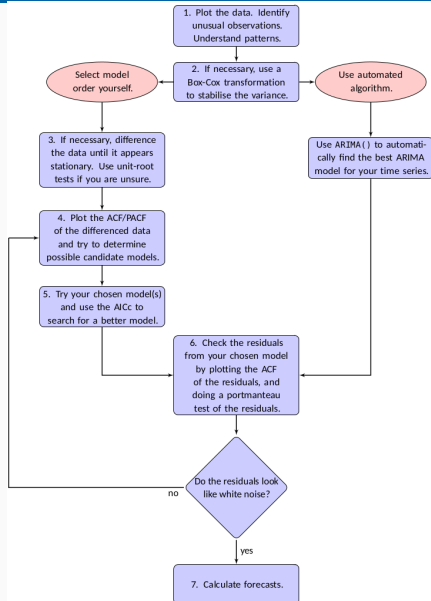 1. Plot the data. Identify
unusual observations.
Understand patterns.
Select model
order yourself.
2. If necessary, use a
Box-Cox transformation
to stabilise the variance.
Use automated
algorithm.
3. If necessary, difference
the data until it appears
stationary. Use unit-root
tests if you are unsure.
Use ARIMA() to automati-
cally find the best ARIMA
model for your time series.
4. Plot the ACF/PACF
of the differenced data
and try to determine
possible candidate models.
5. Try your chosen model(s)
and use the AICc to
search for a better model.
6. Check the residuals
from your chosen model
by plotting the ACF
of the residuals, and
doing a portmanteau
test of the residuals.
Do the residuals look
like white noise?
no
yes
7. Calculate forecasts.